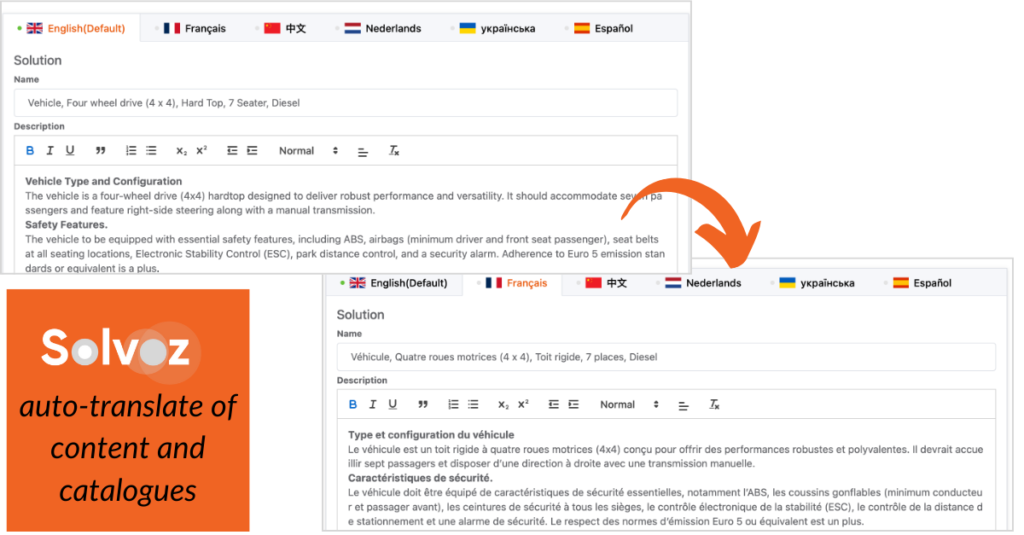 English(Default) Français 中文 Nederlands українська Español
Solution
Name
Vehicle, Four wheel drive (4 x 4), Hard Top, 7 Seater, Diesel
Description
B I U ” X₂ X² Normal Tx
Vehicle Type and Configuration
The vehicle is a four-wheel drive (4x4) hardtop designed to deliver robust performance and versatility. It should accommodate seven pa
ssengers and feature right-side steering along with a manual transmission.
Safety Features.
The vehicle to be equipped with essential safety features, including ABS, airbags (minimum driver and front seat passenger), seat belts
at all seating locations, Electronic Stability Control (ESC), park distance control, and a security alarm. Adherence to Euro 5 emission stan
dards or equivalent is a plus.
English(Default) Français 中文 Nederlands українська Español
Solution
Name
Véhicule, Quatre roues motrices (4 x 4), Toit rigide, 7 places, Diesel
Description
B I U ” X₂ X² Normal Tx
Type et configuration du véhicule
Le véhicule est un toit rigide à quatre roues motrices (4x4) conçu pour offrir des performances robustes et polyvalentes. Il devrait accue
illir sept passagers et disposer d'une direction à droite avec une transmission manuelle.
Caractéristiques de sécurité.
Le véhicule doit être équipé de caractéristiques de sécurité essentielles, notamment l'ABS, les coussins gonflables (minimum conducteu
r et passager avant), les ceintures de sécurité à tous les sièges, le contrôle électronique de la stabilité (ESC), le contrôle de la distance d
e stationnement et une alarme de sécurité. Le respect des normes d'émission Euro 5 ou équivalent est un plus.
Solvoz
auto-translate of
content and
catalogues